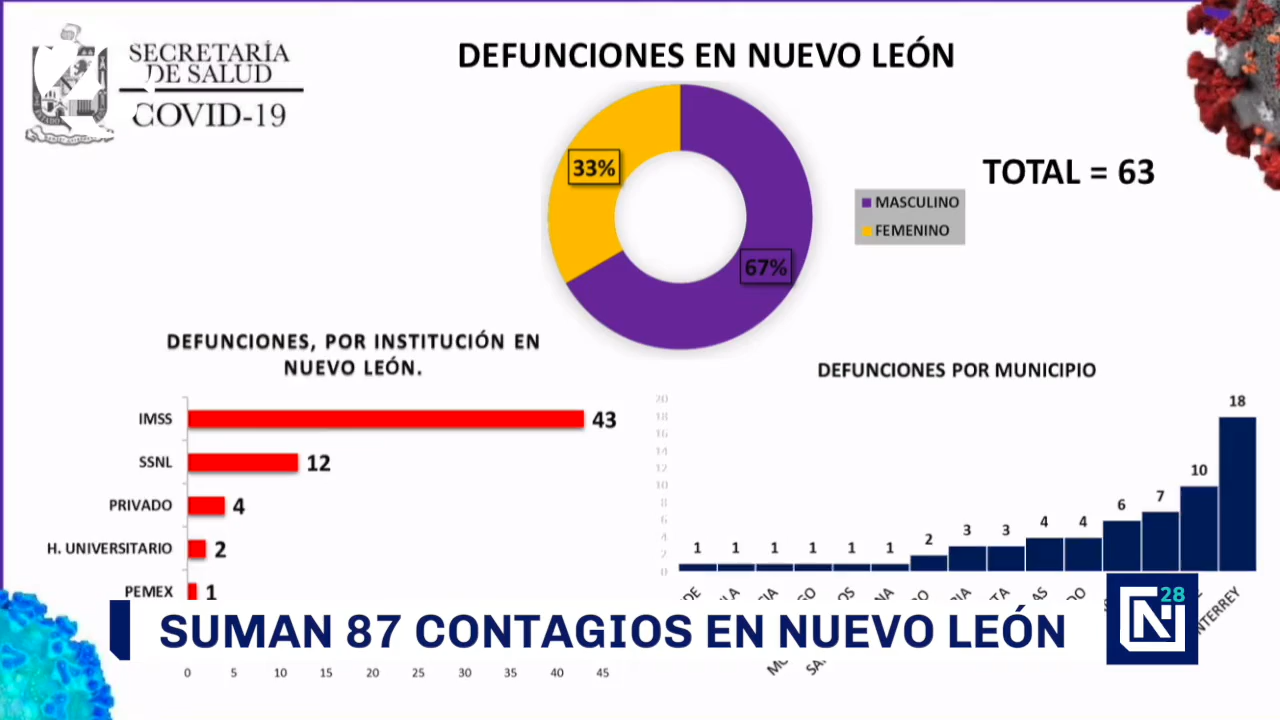 SECRETARÍA
DE SALUD
COVID-19
DEFUNCIONES EN NUEVO LEÓN
33%
67%
TOTAL = 63
MASCULINO
FEMENINO
DEFUNCIONES, POR INSTITUCIÓN EN
NUEVO LEÓN.
IMSS 43
SSNL 12
PRIVADO 4
H. UNIVERSITARIO 2
PEMEX 1
0 5 10 15 20 25 30 35 40 45
DEFUNCIONES POR MUNICIPIO
20
18
16
14
12
10
8
6
4
2
0
1 1 1 1 1 1 2 3 3 4 4 6 7 10 18
SUMAN 87 CONTAGIOS EN NUEVO LEÓN
N 28